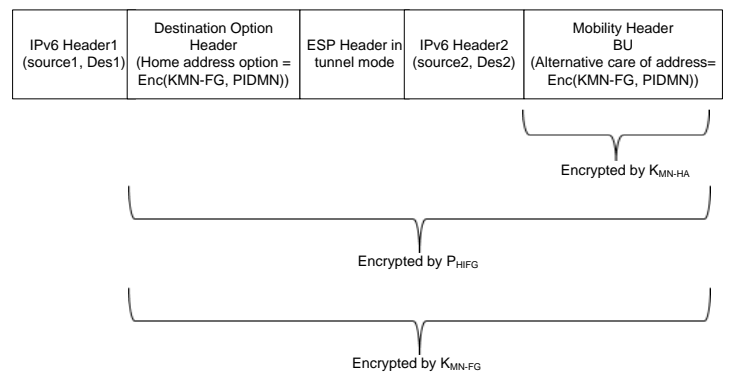 IPv6 Header1
(source1, Des1)
Destination Option
Header
(Home address option =
Enc(KMN-FG, PIDMN))
ESP Header in
tunnel mode
IPv6 Header2
(source2, Des2)
Mobility Header
BU
(Alternative care of address=
Enc(KMN-FG, PIDMN))
Encrypted by KMN-HA
Encrypted by PHIFG
Encrypted by KMN-FG